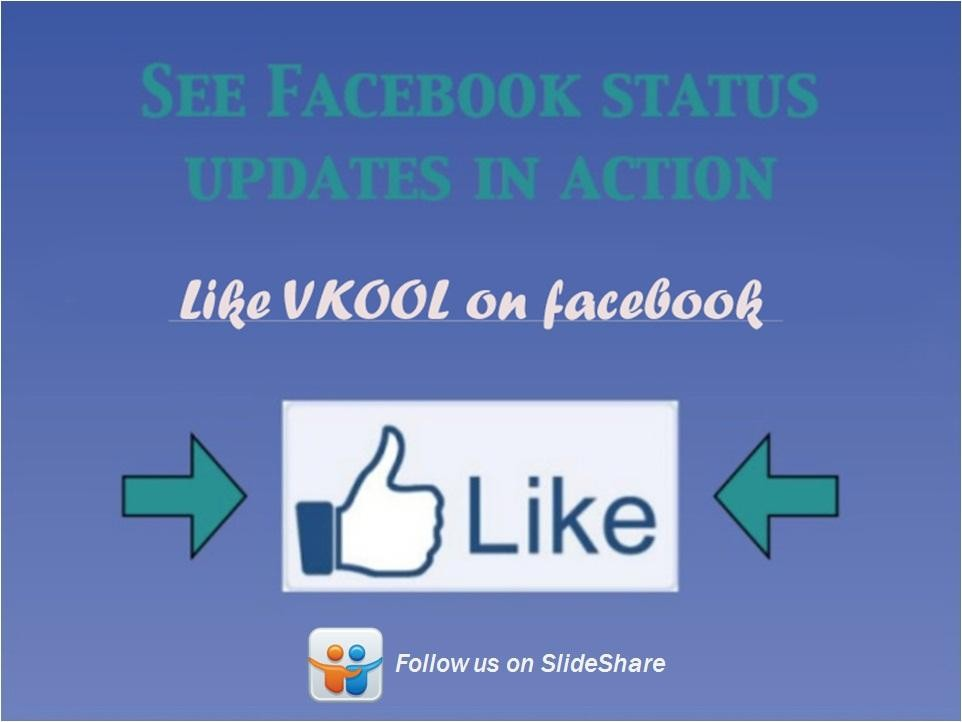 See Facebook status
updates in action
Like VKOOL on facebook
Like
Follow us on SlideShare